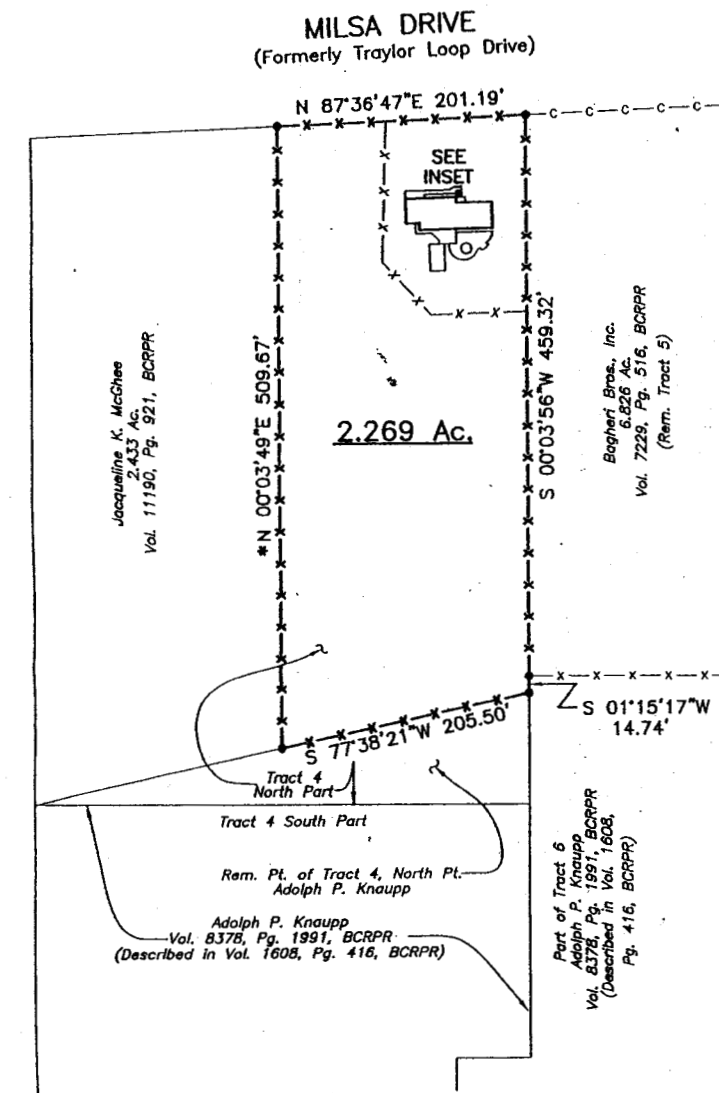 MILSA DRIVE
(Formerly Traylor Loop Drive)
N 87°36'47"E 201.19'
SEE
INSET
Jacqueline K. McGhee
2.433 Ac.
Vol. 11190, Pg. 921, BCRPR
*N 00°03'49"E 509.67'
2.269 Ac.
S 00°03'56"W 459.32'
Bagheri Bros., Inc.
6.826 Ac.
Vol. 7229, Pg. 516, BCRPR
(Rem. Tract 5)
S 77°38'21"W 205.50'
S 01°15'17"W
14.74'
Tract 4
North Part
Tract 4 South Part
Rem. Pt. of Tract 4, North Pt.
Adolph P. Knaupp
Adolph P. Knaupp
Vol. 8378, Pg. 1991, BCRPR
(Described in Vol. 1608, Pg. 416, BCRPR)
Part of Tract 6
Adolph P. Knaupp
Vol. 8378, Pg. 1991, BCRPR
(Described in Vol. 1608,
Pg. 416, BCRPR)